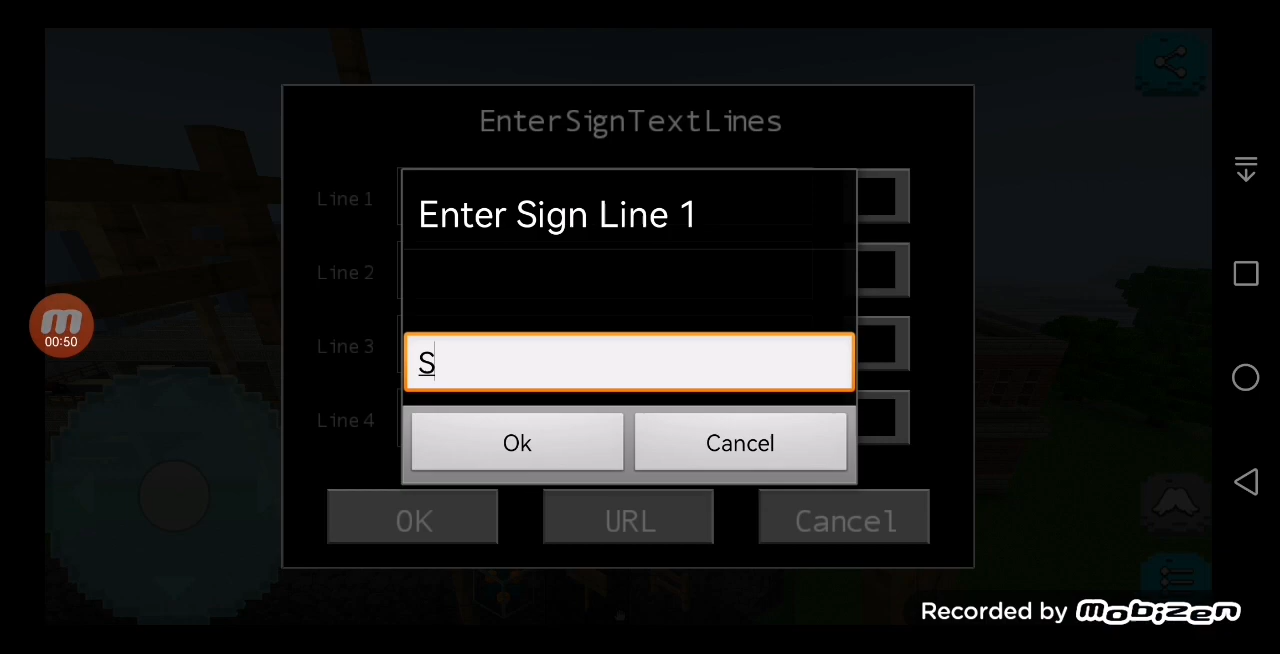 EnterSignTextLines
Line 1
Enter Sign Line 1
Line 2
Line 3
S
Line 4
Ok
Cancel
OK
URL
Cancel
m
00:50
Recorded by mobizen